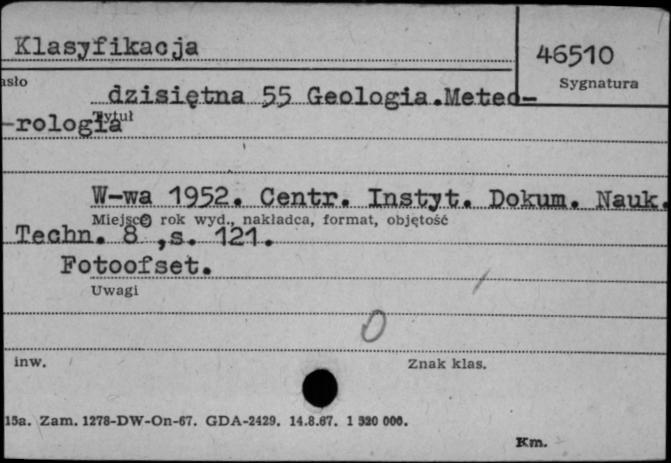 Klasyfikacja
46510
Sygnatura
asło
dzisiętna 55 Geologia.Meteo-
-rologia
Tytuł
W-wa 1952. Centr. Instyt. Dokum. Nauk.
Miejsce rok wyd., nakładca, format, objętość
Techn. 8°,s. 121.
Fotoofset.
Uwagi
0
inw.
Znak klas.
15a. Zam. 1278-DW-On-67. GDA-2429. 14.8.67. 1 520 000.
Km.